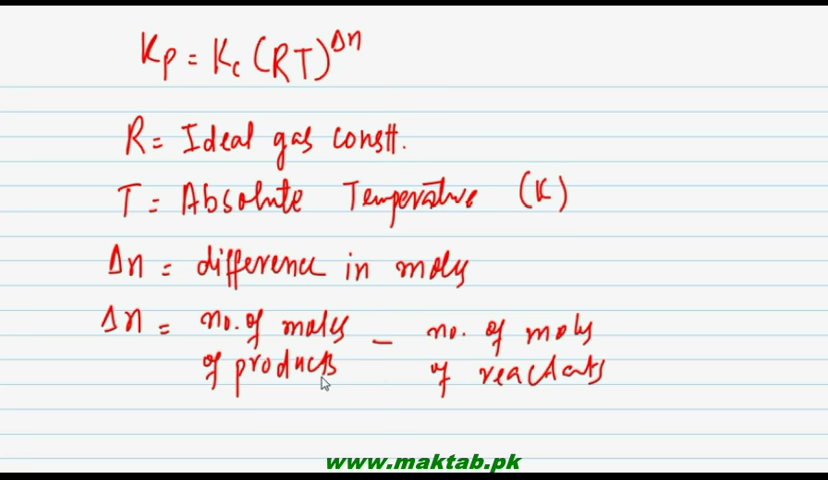 Kp = Kc (RT)^Δn
R = Ideal gas constt.
T = Absolute Temperature (K)
Δn = difference in moles
Δn = no. of moles of products – no. of moles of reactants
www.maktab.pk